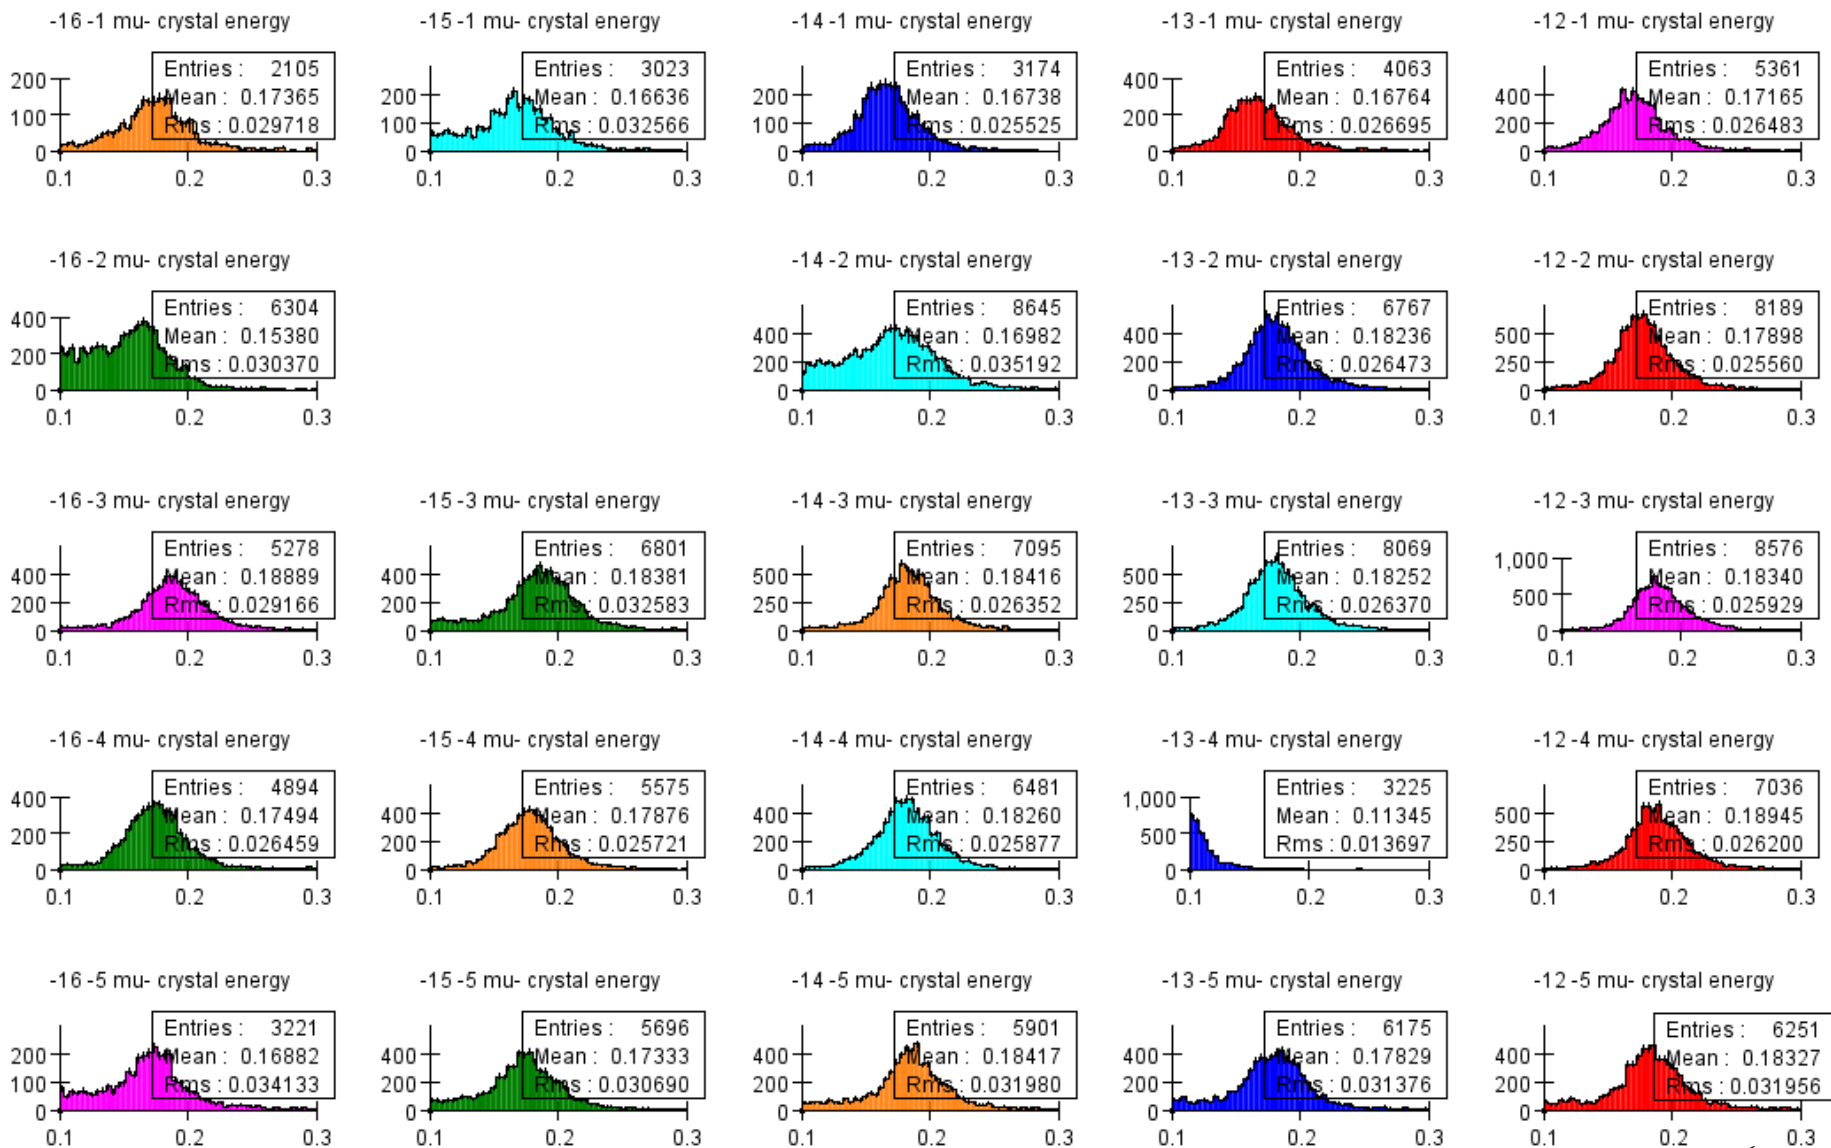 -16 -1 mu- crystal energy
Entries : 2105
Mean : 0.17365
Rms : 0.029718
200
100
0
0.1 0.2 0.3
-15 -1 mu- crystal energy
Entries : 3023
Mean : 0.16636
Rms : 0.032566
200
100
0
0.1 0.2 0.3
-14 -1 mu- crystal energy
Entries : 3174
Mean : 0.16738
Rms : 0.025525
200
100
0
0.1 0.2 0.3
-13 -1 mu- crystal energy
Entries : 4063
Mean : 0.16764
Rms : 0.026695
400
200
0
0.1 0.2 0.3
-12 -1 mu- crystal energy
Entries : 5361
Mean : 0.17165
Rms : 0.026483
400
200
0
0.1 0.2 0.3
-16 -2 mu- crystal energy
Entries : 6304
Mean : 0.15380
Rms : 0.030370
400
200
0
0.1 0.2 0.3
-14 -2 mu- crystal energy
Entries : 8645
Mean : 0.16982
Rms : 0.035192
400
200
0
0.1 0.2 0.3
-13 -2 mu- crystal energy
Entries : 6767
Mean : 0.18236
Rms : 0.026473
400
200
0
0.1 0.2 0.3
-12 -2 mu- crystal energy
Entries : 8189
Mean : 0.17898
Rms : 0.025560
500
0
0.1 0.2 0.3
-16 -3 mu- crystal energy
Entries : 5278
Mean : 0.18889
Rms : 0.029166
400
200
0
0.1 0.2 0.3
-15 -3 mu- crystal energy
Entries : 6801
Mean : 0.18381
Rms : 0.032583
400
200
0
0.1 0.2 0.3
-14 -3 mu- crystal energy
Entries : 7095
Mean : 0.18416
Rms : 0.026352
500
250
0
0.1 0.2 0.3
-13 -3 mu- crystal energy
Entries : 8069
Mean : 0.18252
Rms : 0.026370
500
250
0
0.1 0.2 0.3
-12 -3 mu- crystal energy
Entries : 8576
Mean : 0.18340
Rms : 0.025929
1,000
500
0
0.1 0.2 0.3
-16 -4 mu- crystal energy
Entries : 4894
Mean : 0.17494
Rms : 0.026459
400
200
0
0.1 0.2 0.3
-15 -4 mu- crystal energy
Entries : 5575
Mean : 0.17876
Rms : 0.025721
400
200
0
0.1 0.2 0.3
-14 -4 mu- crystal energy
Entries : 6481
Mean : 0.18260
Rms : 0.025877
400
200
0
0.1 0.2 0.3
-13 -4 mu- crystal energy
Entries : 3225
Mean : 0.11345
Rms : 0.013697
1,000
500
0
0.1 0.2 0.3
-12 -4 mu- crystal energy
Entries : 7036
Mean : 0.18945
Rms : 0.026200
500
250
0
0.1 0.2 0.3
-16 -5 mu- crystal energy
Entries : 3221
Mean : 0.16882
Rms : 0.034133
200
100
0
0.1 0.2 0.3
-15 -5 mu- crystal energy
Entries : 5696
Mean : 0.17333
Rms : 0.030690
400
200
0
0.1 0.2 0.3
-14 -5 mu- crystal energy
Entries : 5901
Mean : 0.18417
Rms : 0.031980
400
200
0
0.1 0.2 0.3
-13 -5 mu- crystal energy
Entries : 6175
Mean : 0.17829
Rms : 0.031376
400
200
0
0.1 0.2 0.3
-12 -5 mu- crystal energy
Entries : 6251
Mean : 0.18327
Rms : 0.031956
400
200
0
0.1 0.2 0.3